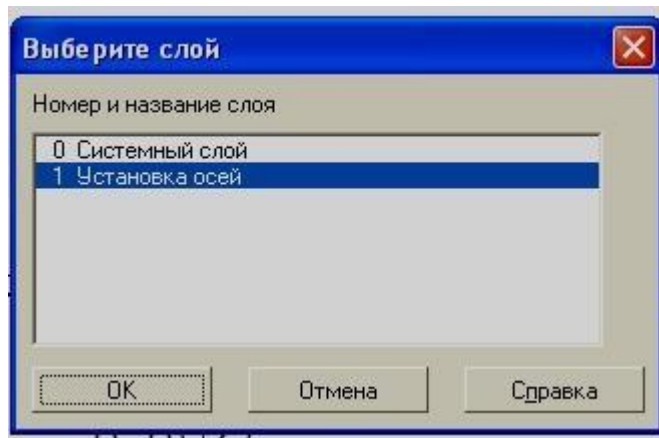 Выберите слой
Номер и название слоя
0 Системный слой
1 Установка осей
OK
Отмена
Справка